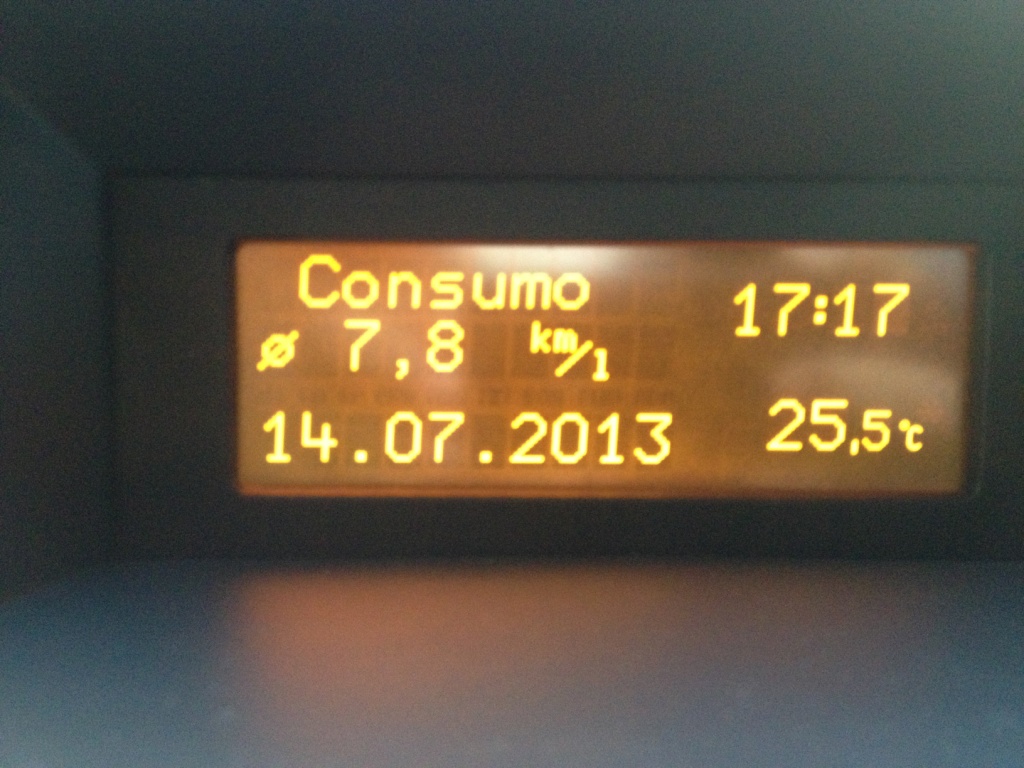 Consumo 17:17
ø 7,8 km/l
14.07.2013 25,5°C